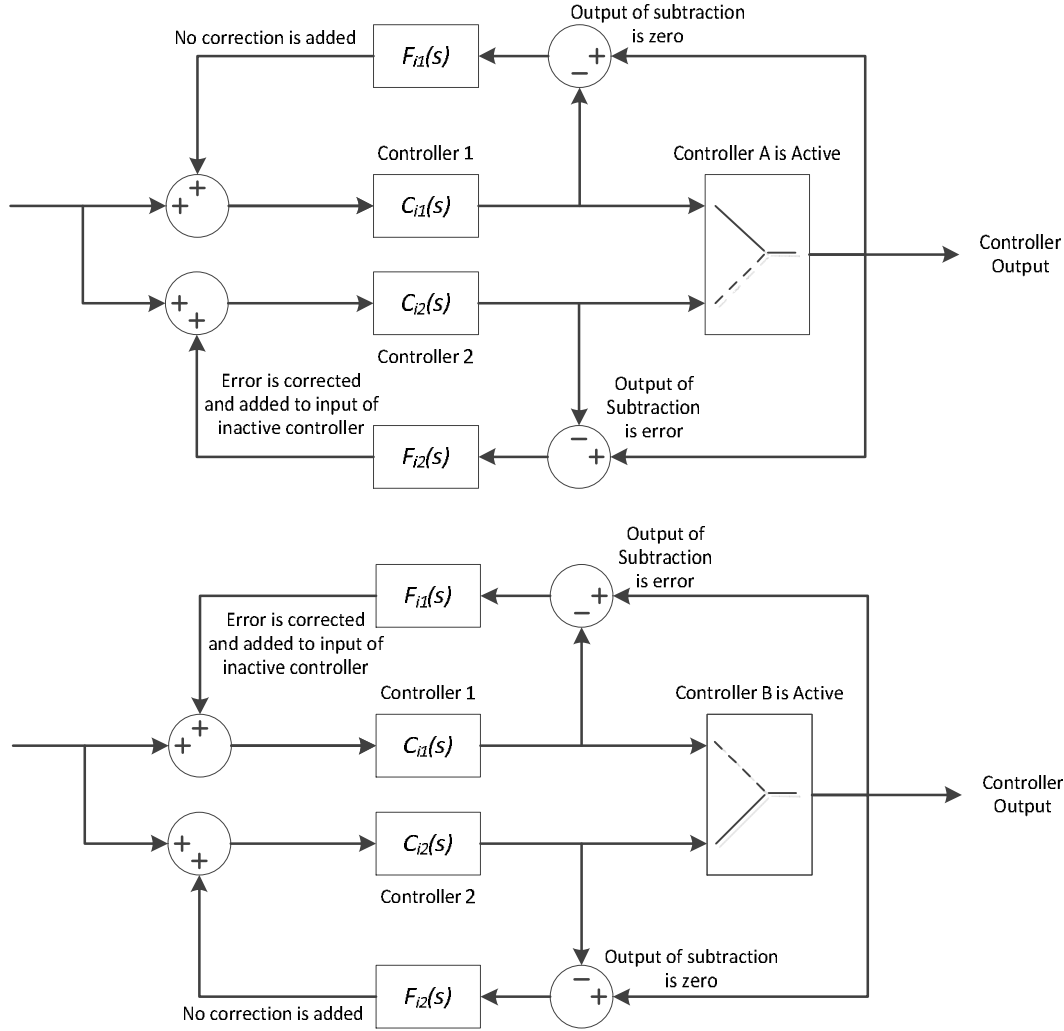 Output of subtraction
is zero
No correction is added
Fi1(s)
+
−
Controller 1
Controller A is Active
+
+
Ci1(s)
Controller
Output
+
+
Ci2(s)
Controller 2
Error is corrected
and added to input of
inactive controller
Output of
Subtraction
is error
Fi2(s)
−
+
Output of
Subtraction
is error
Fi1(s)
+
−
Error is corrected
and added to input of
inactive controller
Controller 1
Controller B is Active
+
+
Ci1(s)
Controller
Output
+
+
Ci2(s)
Controller 2
Output of subtraction
is zero
Fi2(s)
−
+
No correction is added